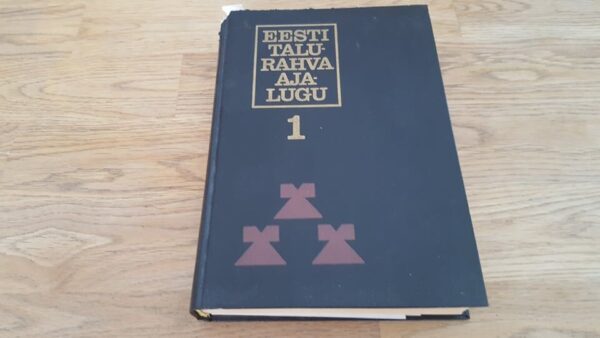 EESTI
TALU-
RAHVA
AJA-
LUGU
1